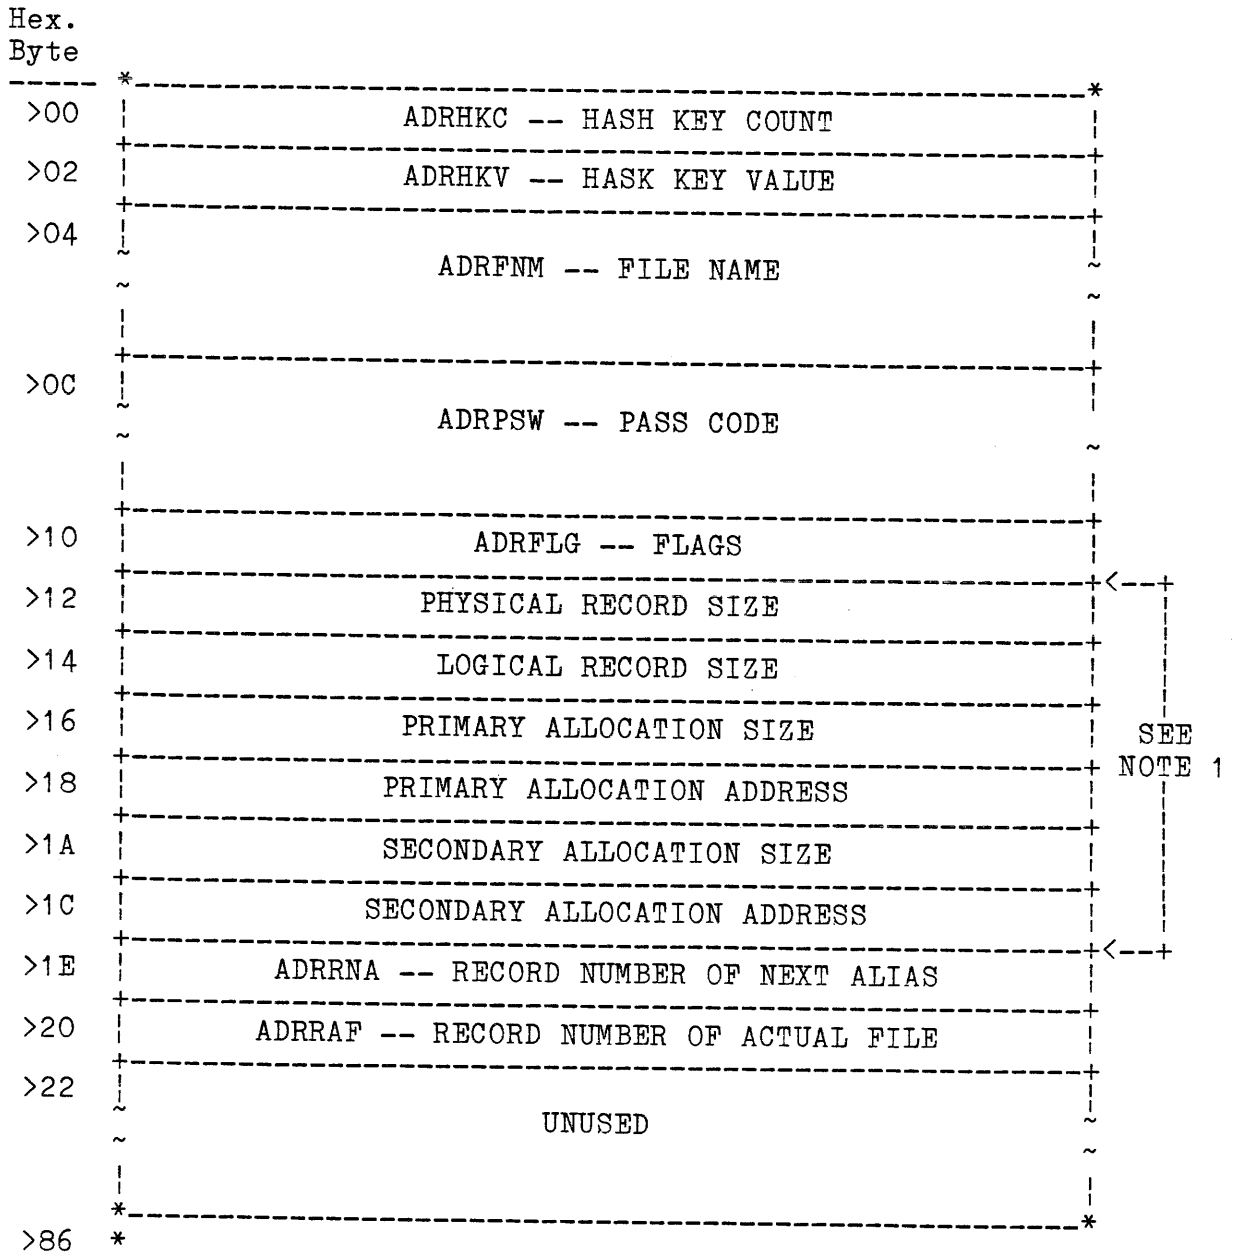 Hex.
Byte
>00 ADRHKC -- HASH KEY COUNT
>02 ADRHKV -- HASK KEY VALUE
>04 ADRFNM -- FILE NAME
>0C ADRPSW -- PASS CODE
>10 ADRFLG -- FLAGS
>12 PHYSICAL RECORD SIZE
>14 LOGICAL RECORD SIZE
>16 PRIMARY ALLOCATION SIZE SEE
>18 PRIMARY ALLOCATION ADDRESS NOTE 1
>1A SECONDARY ALLOCATION SIZE
>1C SECONDARY ALLOCATION ADDRESS
>1E ADRRNA -- RECORD NUMBER OF NEXT ALIAS
>20 ADRRAF -- RECORD NUMBER OF ACTUAL FILE
>22 UNUSED
>86 *